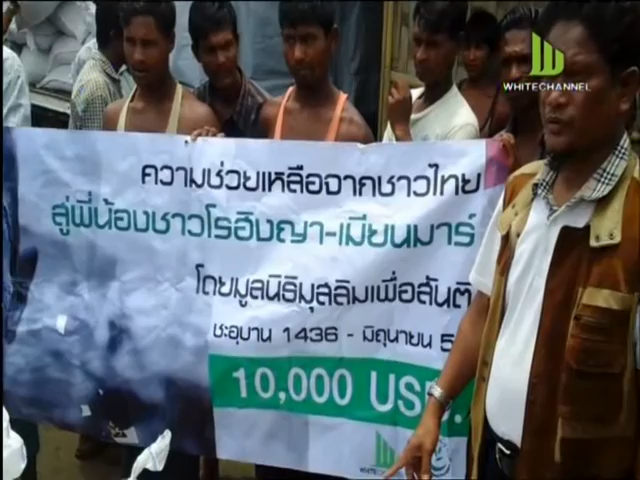 WHITECHANNEL
ความช่วยเหลือจากชาวไทย
สู่พี่น้องชาวโรฮิงญา-เมียนมาร์
โดยมูลนิธิมุสลิมเพื่อสันติ
ชะอฺบาน 1436 - มิถุนายน 5
10,000 USD.
WHITECHANNEL